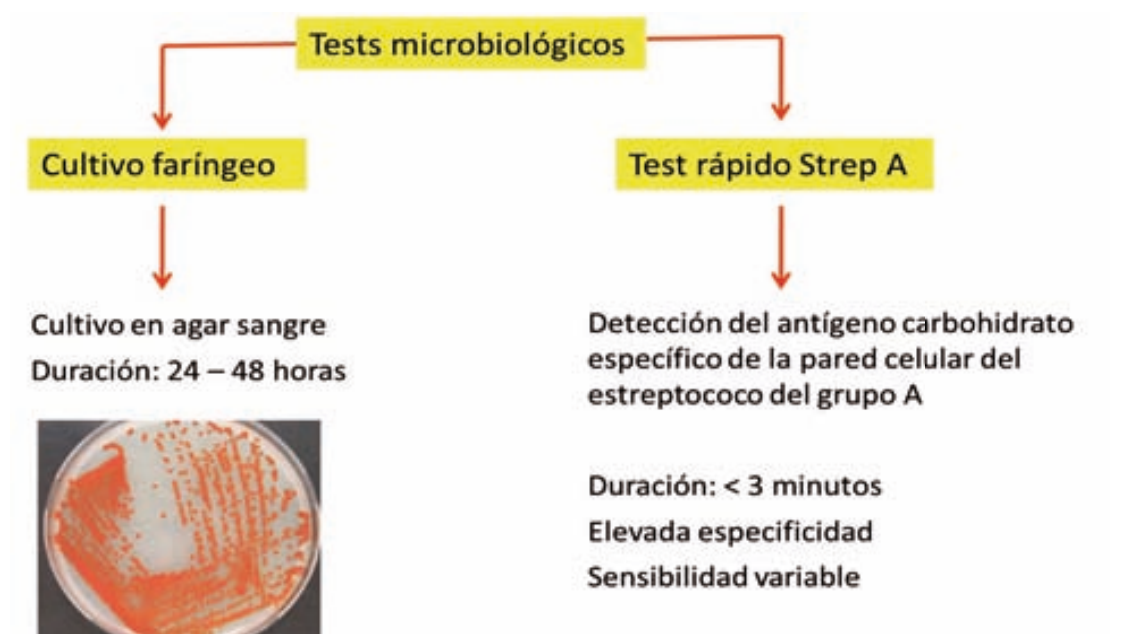 Tests microbiológicos
Cultivo faríngeo
Test rápido Strep A
Cultivo en agar sangre
Duración: 24 – 48 horas
Detección del antígeno carbohidrato
específico de la pared celular del
estreptococo del grupo A
Duración: < 3 minutos
Elevada especificidad
Sensibilidad variable